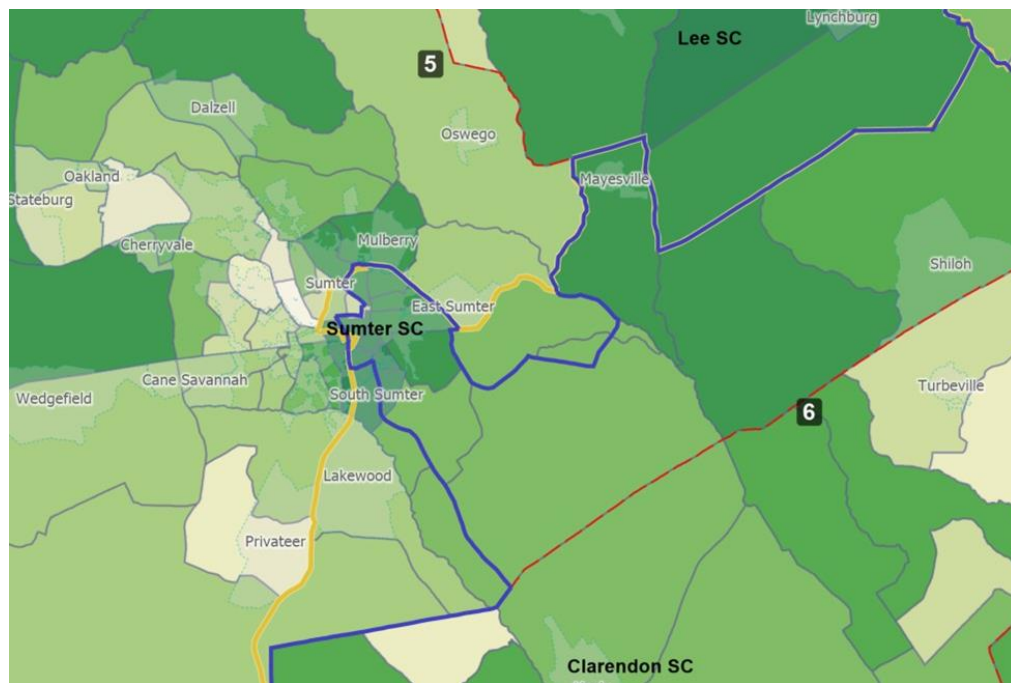 Lynchburg
Lee SC
5
Dalzell
Oswego
Oakland
Mayesville
Stateburg
Mulberry
Cherryvale
Shiloh
Sumter
East Sumter
Sumter SC
Cane Savannah
Turbeville
Wedgefield
South Sumter
6
Lakewood
Privateer
Clarendon SC